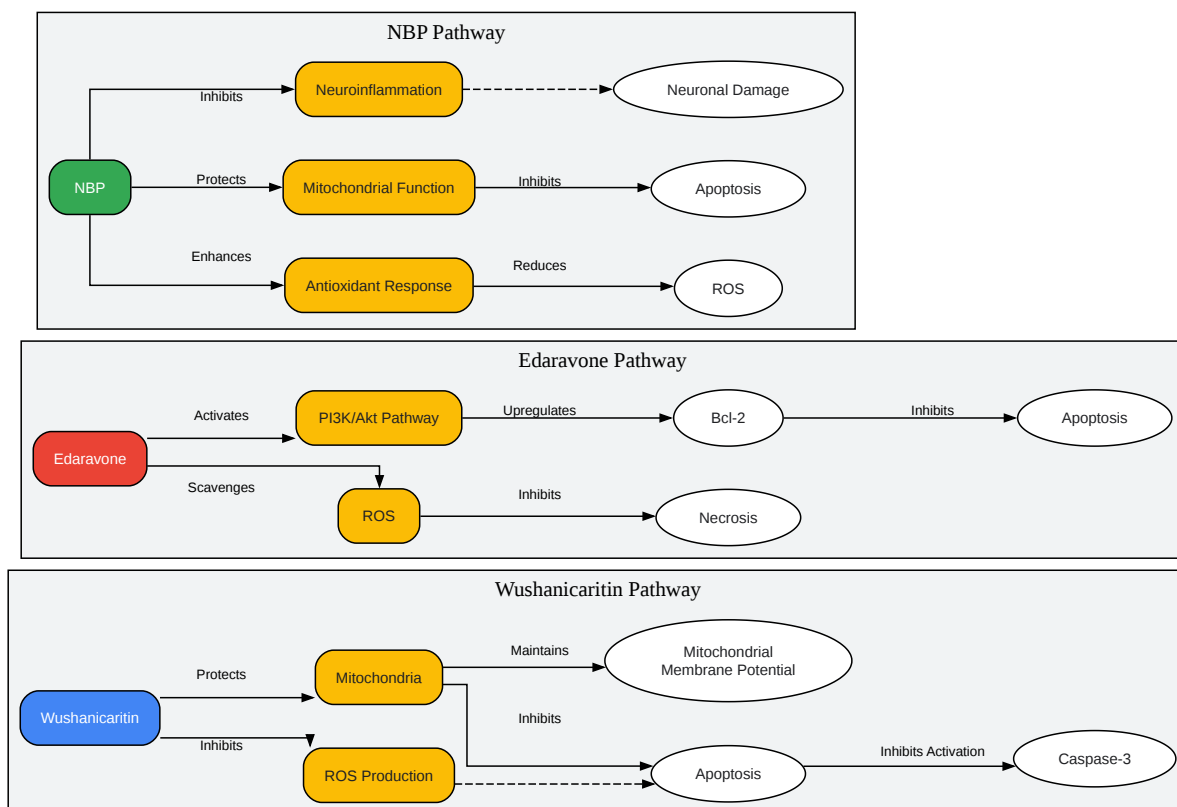 NBP Pathway
Neuroinflammation
Neuronal Damage
Inhibits
NBP
Protects
Mitochondrial Function
Inhibits
Apoptosis
Enhances
Antioxidant Response
Reduces
ROS
Edaravone Pathway
Activates
PI3K/Akt Pathway
Upregulates
Bcl-2
Inhibits
Apoptosis
Edaravone
Scavenges
ROS
Inhibits
Necrosis
Wushanicaritin Pathway
Protects
Mitochondria
Maintains
Mitochondrial
Membrane Potential
Wushanicaritin
Inhibits
Inhibits
ROS Production
Apoptosis
Inhibits Activation
Caspase-3